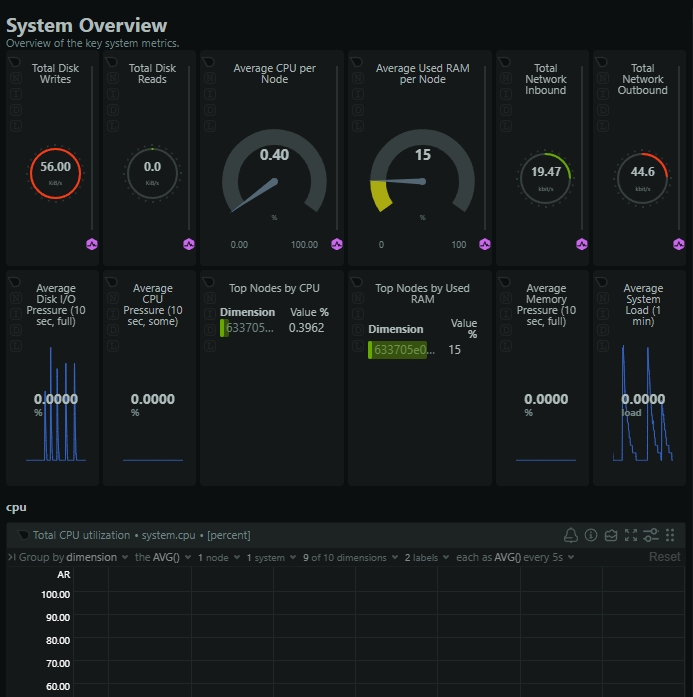 System Overview
Overview of the key system metrics.
Total Disk
Writes
56.00
KiB/s
Total Disk
Reads
0.0
KiB/s
Average CPU per
Node
0.40
%
0.00 100.00
Average Used RAM
per Node
15
%
0 100
Total
Network
Inbound
19.47
kbit/s
Total
Network
Outbound
44.6
kbit/s
Average
Disk I/O
Pressure (10
sec, full)
0.0000
%
Average
CPU
Pressure (10
sec, some)
0.0000
%
Top Nodes by CPU
Dimension Value %
633705... 0.3962
Top Nodes by Used
RAM
Dimension Value
%
633705e0... 15
Average
Memory
Pressure (10
sec, full)
0.0000
%
Average
System
Load (1
min)
0.0000
load
cpu
Total CPU utilization • system.cpu • [percent]
Group by dimension the AVG() 1 node 1 system 9 of 10 dimensions 2 labels each as AVG() every 5s Reset
AR
100.00
90.00
80.00
70.00
60.00